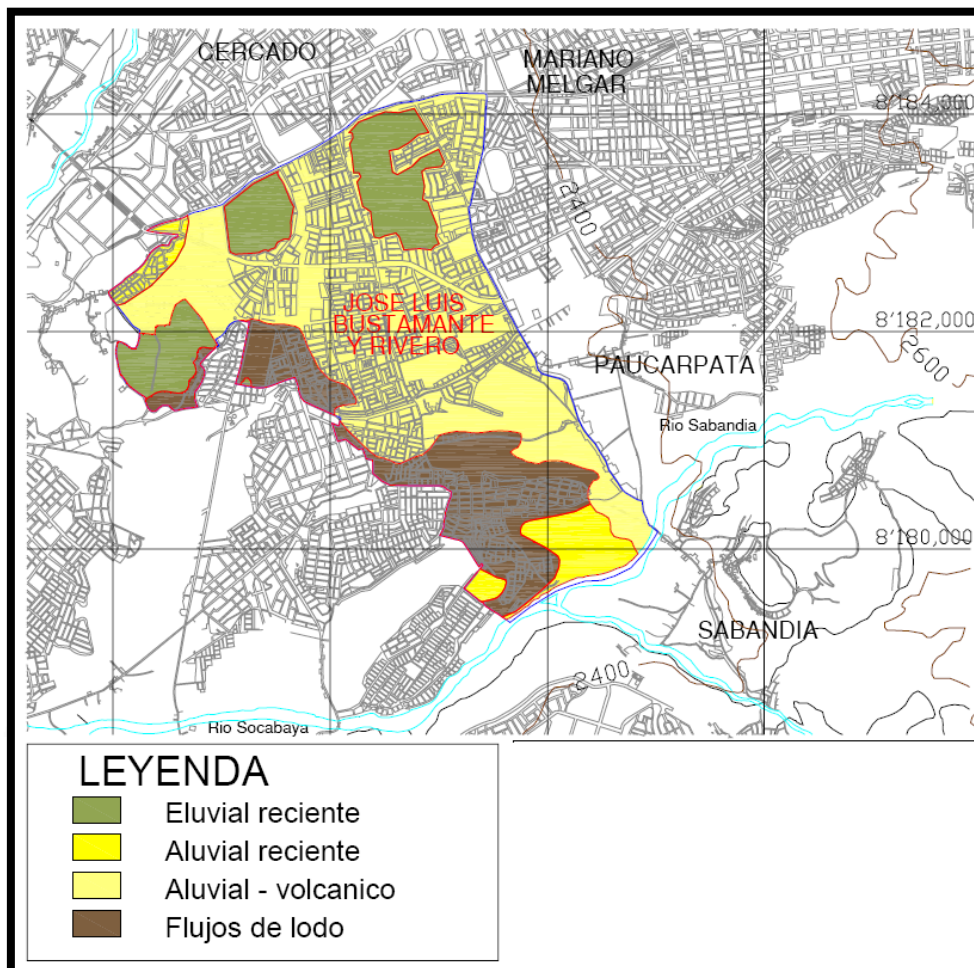 CERCADO
MARIANO
MELGAR
8'184,000
2400
JOSE LUIS
BUSTAMANTE
Y RIVERO
8'182,000
2600
PAUCARPATA
Rio Sabandia
8'180,000
SABANDIA
2400
Rio Socabaya
LEYENDA
Eluvial reciente
Aluvial reciente
Aluvial - volcanico
Flujos de lodo